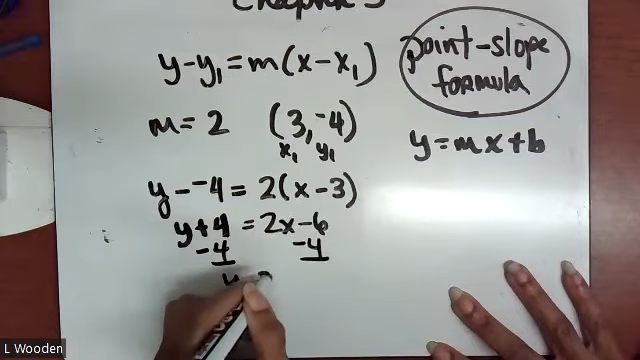 y-y₁=m(x-x₁)
point-slope
formula
m=2 (3,-4)
x₁ y₁
y=mx+b
y--4=2(x-3)
y+4=2x-6
-4 -4
y
L Wooden